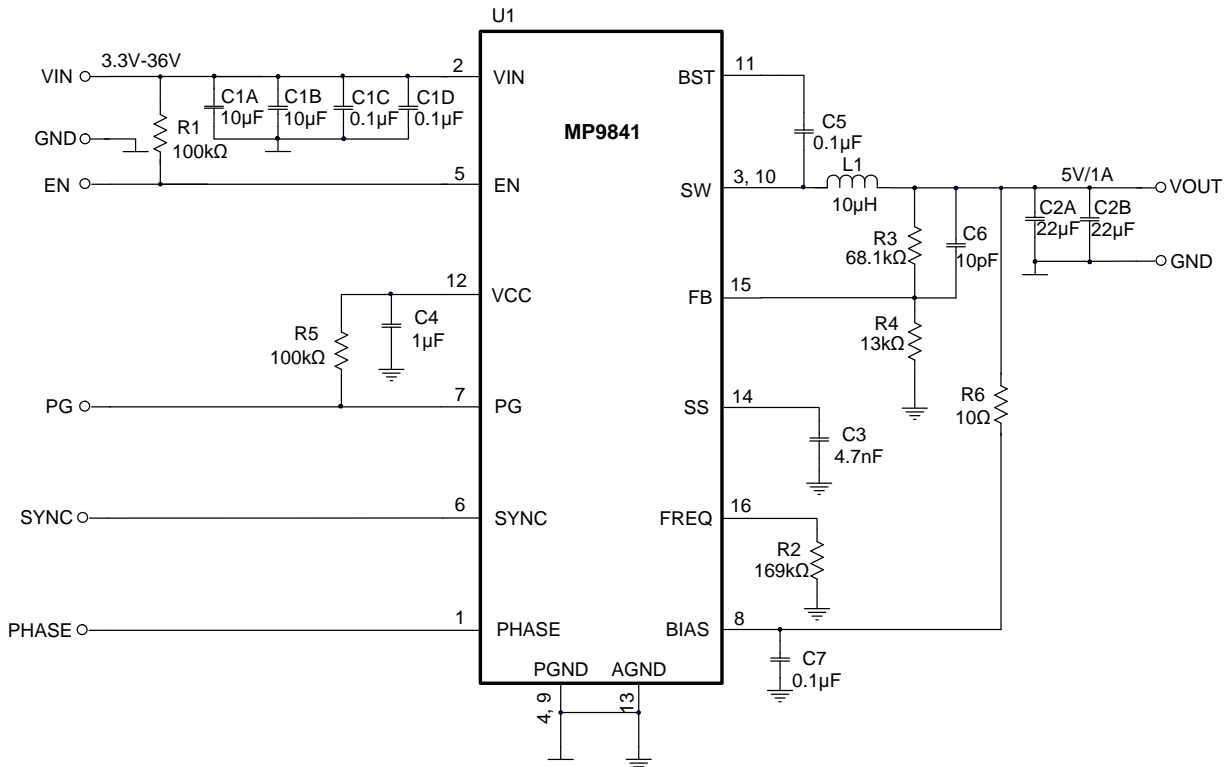 U1
3.3V-36V
VIN
2
VIN
BST
11
C1A
10µF
C1B
10µF
C1C
0.1µF
C1D
0.1µF
R1
100kΩ
GND
MP9841
C5
0.1µF
EN
5
EN
SW
3, 10
L1
10µH
5V/1A
VOUT
C2A
22µF
C2B
22µF
R3
68.1kΩ
C6
10pF
GND
12
VCC
FB
15
R5
100kΩ
C4
1µF
R4
13kΩ
PG
7
PG
SS
14
R6
10Ω
C3
4.7nF
SYNC
6
SYNC
FREQ
16
R2
169kΩ
PHASE
1
PHASE
BIAS
8
PGND
AGND
C7
0.1µF
4, 9
13